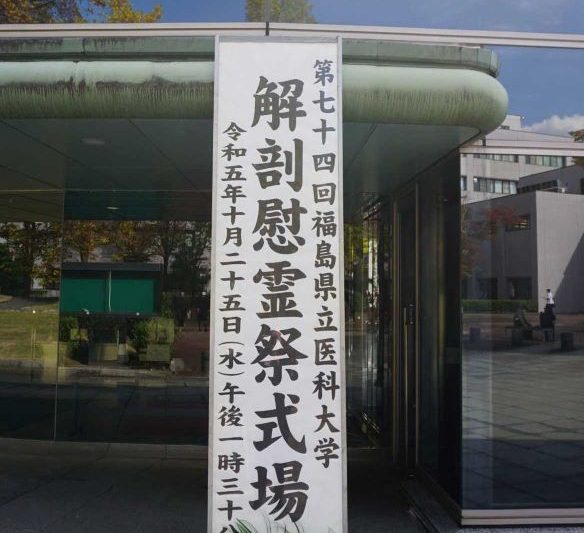 第七十四回福島県立医科大学
解剖慰霊祭式場
令和五年十月二十五日(水)午後一時三十